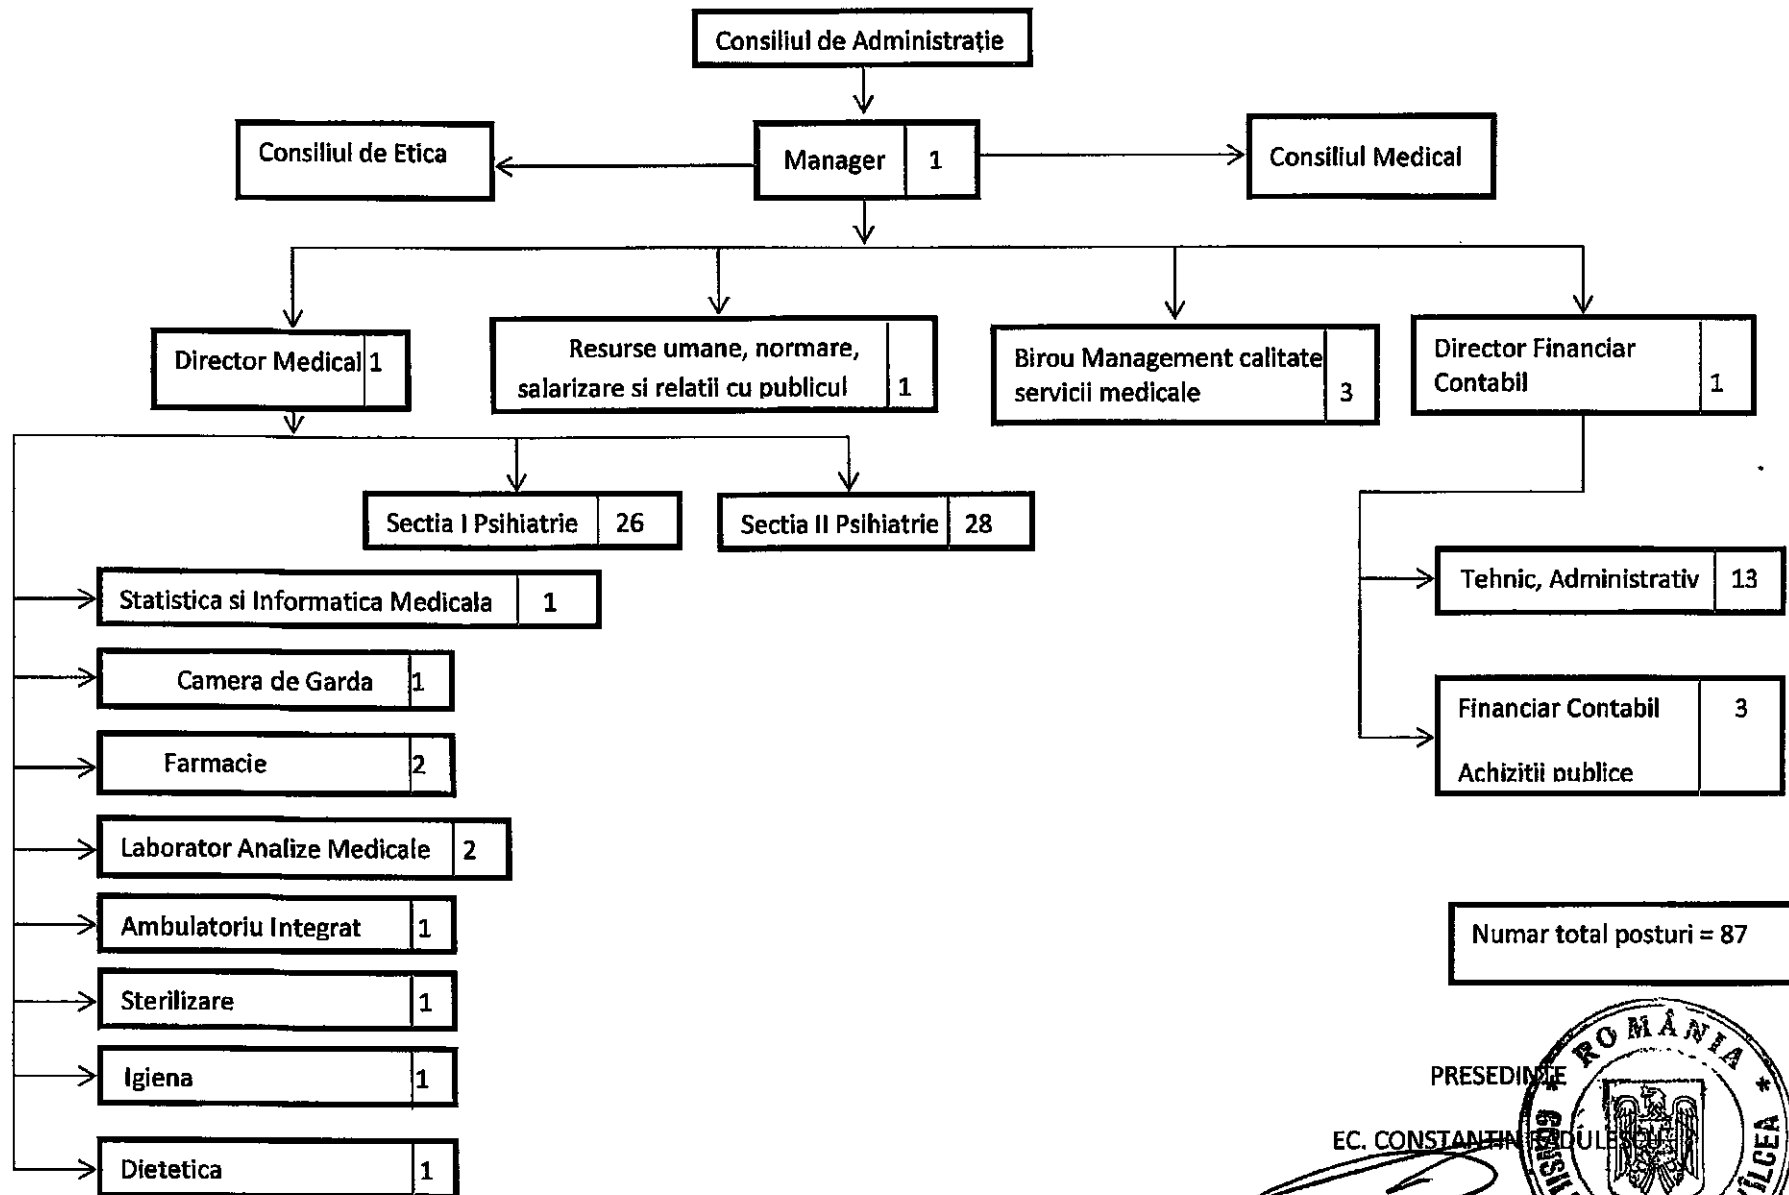 Consiliul de Administrație
Consiliul de Etica
Manager 1
Consiliul Medical
Director Medical 1
Resurse umane, normare,
salarizare si relatii cu publicul 1
Birou Management calitate
servicii medicale 3
Director Financiar
Contabil 1
Sectia I Psihiatrie 26
Sectia II Psihiatrie 28
Statistica si Informatica Medicala 1
Camera de Garda 1
Farmacie 2
Laborator Analize Medicale 2
Ambulatoriu Integrat 1
Sterilizare 1
Igiena 1
Dietetica 1
Tehnic, Administrativ 13
Financiar Contabil 3
Achizitii publice
Numar total posturi = 87
PRESEDINTE
EC. CONSTANTIN RADULESCU
ROMÂNIA